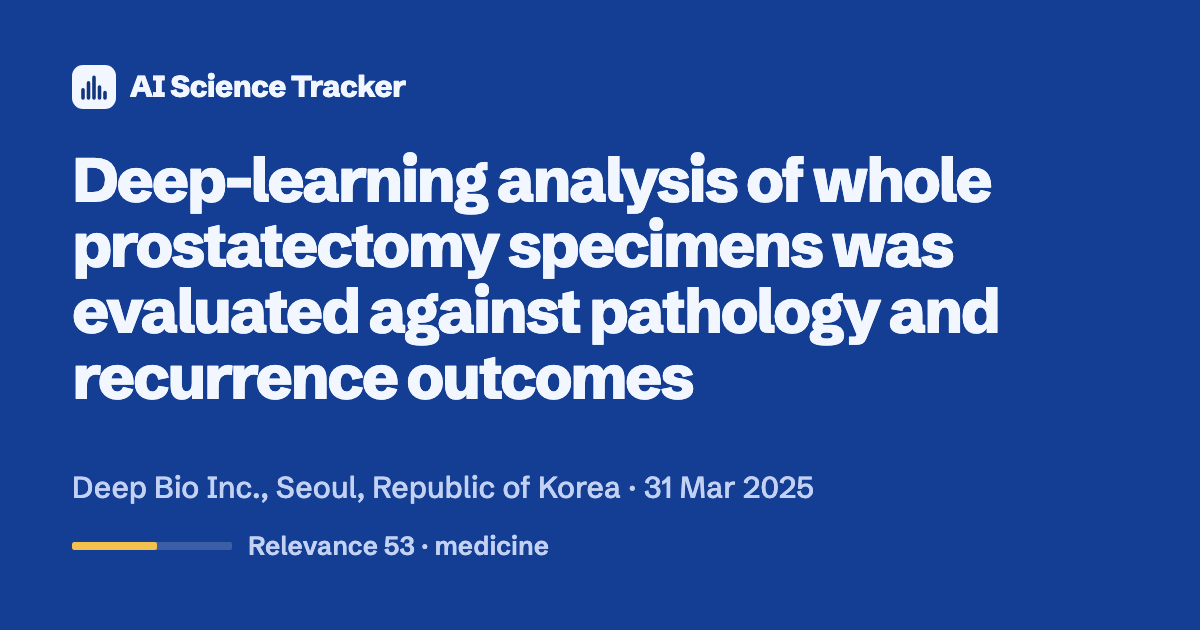 AI Science Tracker
Deep-learning analysis of whole
prostatectomy specimens was
evaluated against pathology and
recurrence outcomes
Deep Bio Inc., Seoul, Republic of Korea · 31 Mar 2025
Relevance 53 · medicine